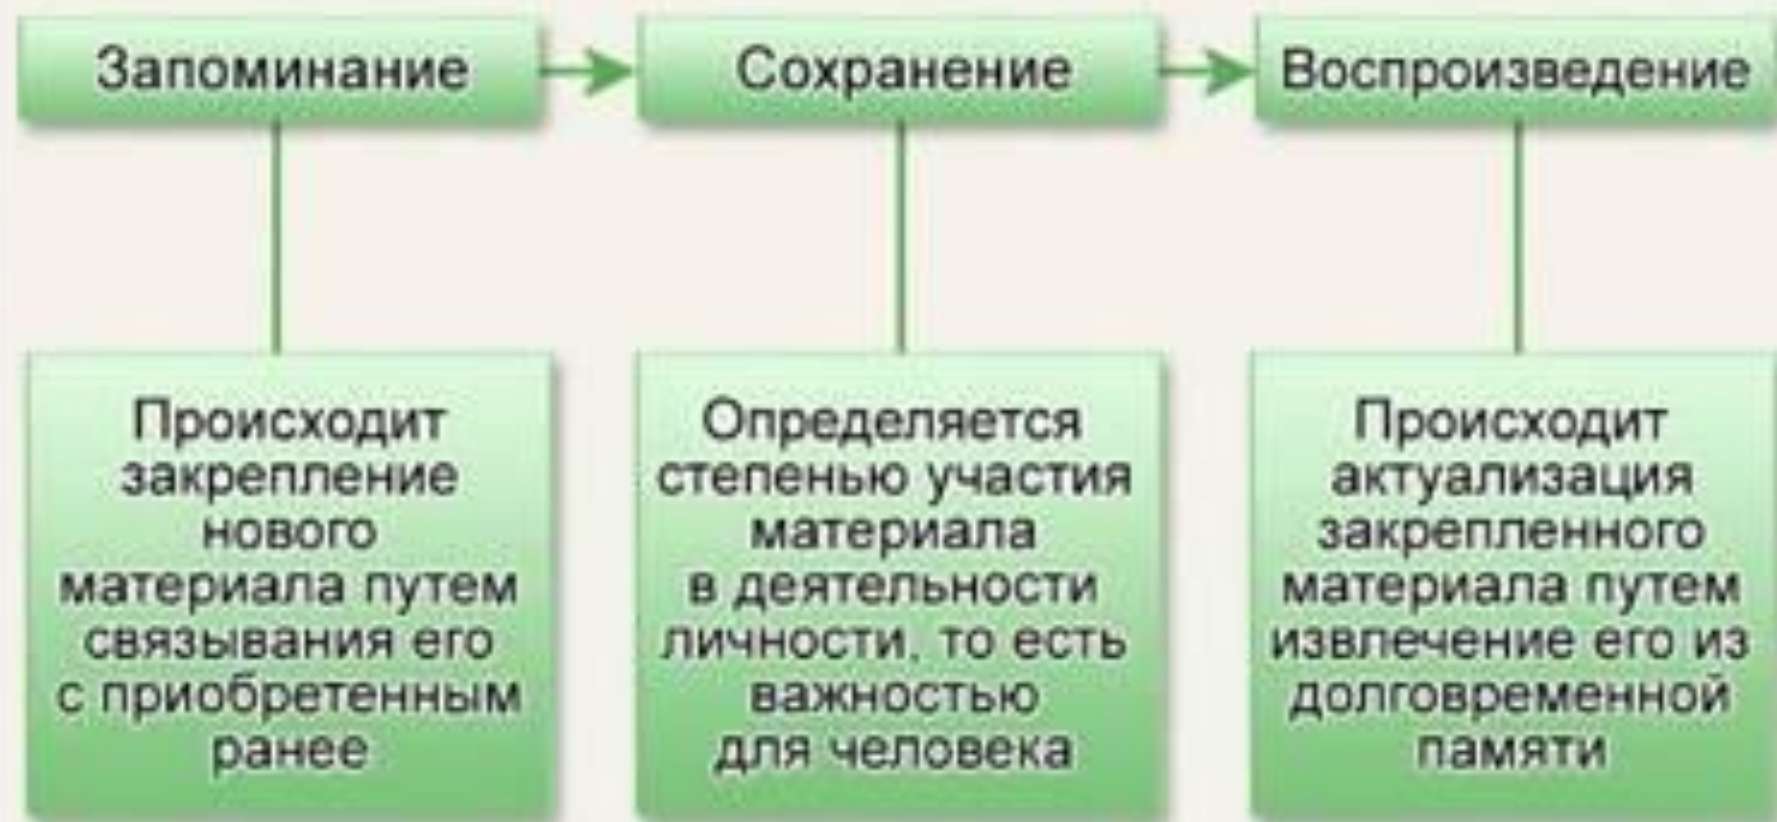 Запоминание
Сохранение
Воспроизведение
Происходит
закрепление
нового
материала путем
связывания его
с приобретенным
ранее
Определяется
степенью участия
материала
в деятельности
личности, то есть
важностью
для человека
Происходит
актуализация
закрепленного
материала путем
извлечение его из
долговременной
памяти